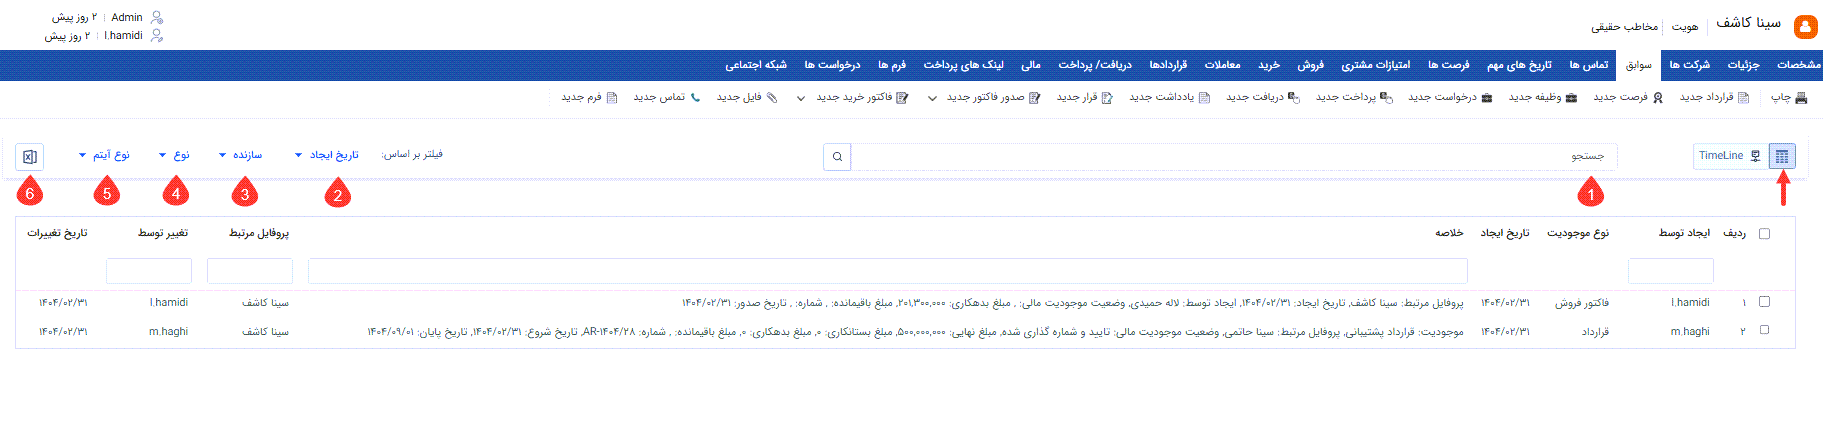 سینا کاشف
هویت
مخاطب حقیقی
Admin | ۲ روز پیش
l.hamidi | ۲ روز پیش
مشخصات جزئیات شرکت ها سوابق تماس ها تاریخ های مهم فرصت ها امتیازات مشتری فروش خرید معاملات قراردادها دریافت/ پرداخت مالی لینک های پرداخت فرم ها درخواست ها شبکه اجتماعی
چاپ قرارداد جدید فرصت جدید وظیفه جدید درخواست جدید پرداخت جدید دریافت جدید یادداشت جدید قرار جدید صدور فاکتور جدید فاکتور خرید جدید فایل جدید تماس جدید فرم جدید
TimeLine جستجو فیلتر بر اساس: تاریخ ایجاد سازنده نوع نوع آیتم
1 2 3 4 5 6
ردیف ایجاد توسط نوع موجودیت تاریخ ایجاد خلاصه پروفایل مرتبط تغییر توسط تاریخ تغییرات
۱ l.hamidi فاکتور فروش ۱۴۰۴/۰۲/۳۱ پروفایل مرتبط: سینا کاشف, تاریخ ایجاد: ۱۴۰۴/۰۲/۳۱, ایجاد توسط: لاله حمیدی, وضعیت موجودیت مالی: , مبلغ بدهکاری: ۲۰۱,۳۰۰,۰۰۰, مبلغ باقیمانده: , شماره: , تاریخ صدور: ۱۴۰۴/۰۲/۳۱ سینا کاشف l.hamidi ۱۴۰۴/۰۲/۳۱
۲ m.haghi قرارداد ۱۴۰۴/۰۲/۳۱ موجودیت: قرارداد پشتیبانی, پروفایل مرتبط: سینا حاتمی, وضعیت موجودیت مالی: تایید و شماره گذاری شده, مبلغ نهایی: ۵۰۰,۰۰۰,۰۰۰, مبلغ بستانکاری: ۰, مبلغ بدهکاری: ۰, مبلغ باقیمانده: , شماره: AR-۱۴۰۴/۲۸, تاریخ شروع: ۱۴۰۴/۰۲/۳۱, تاریخ پایان: ۱۴۰۴/۰۹/۰۱ سینا کاشف m.haghi ۱۴۰۴/۰۲/۳۱